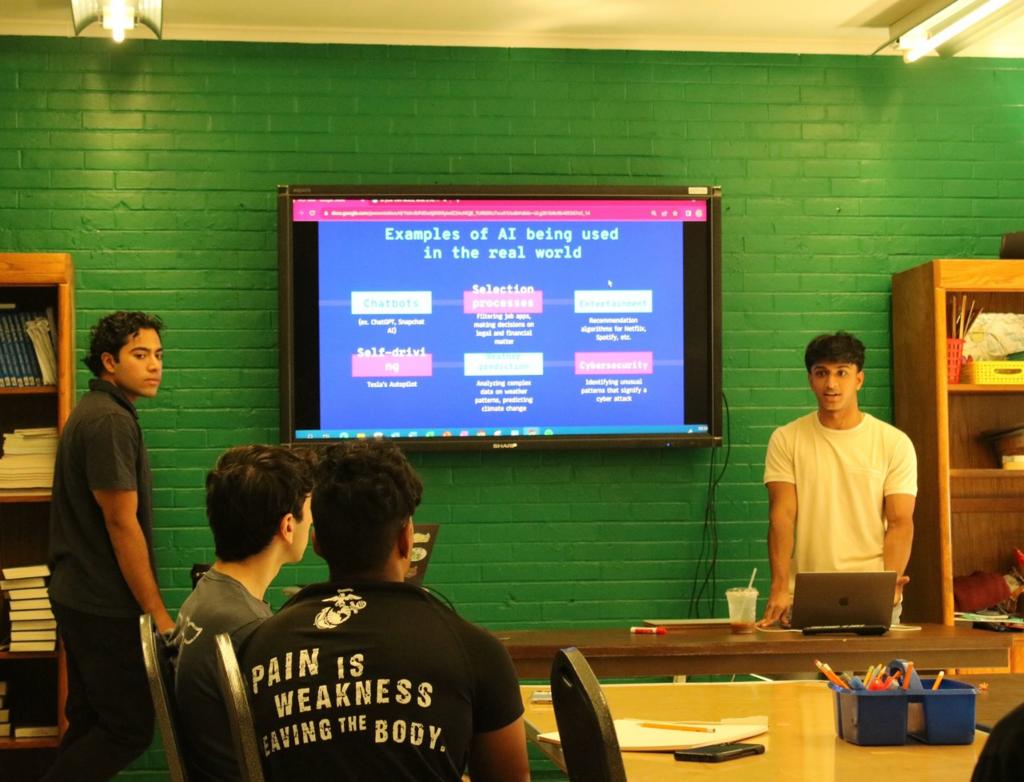 Examples of AI being used
in the real world
Chatbots
(ex. ChatGPT, Snapchat
AI)
Selection
processes
Filtering job apps,
making decisions on
legal and financial
matter
Entertainment
Recommendation
algorithms for Netflix,
Spotify, etc.
Self-drivi
ng
Tesla's Autopilot
prediction
Analyzing complex
data on weather
patterns, predicting
climate change
Cybersecurity
Identifying unusual
patterns that signify a
cyber attack
SHARP
PAIN IS
WEAKNESS
EAVING THE BODY.